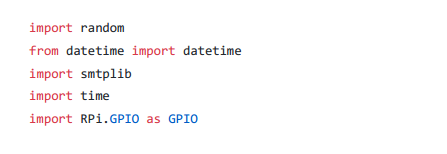 import random
from datetime import datetime
import smtplib
import time
import RPi.GPIO as GPIO